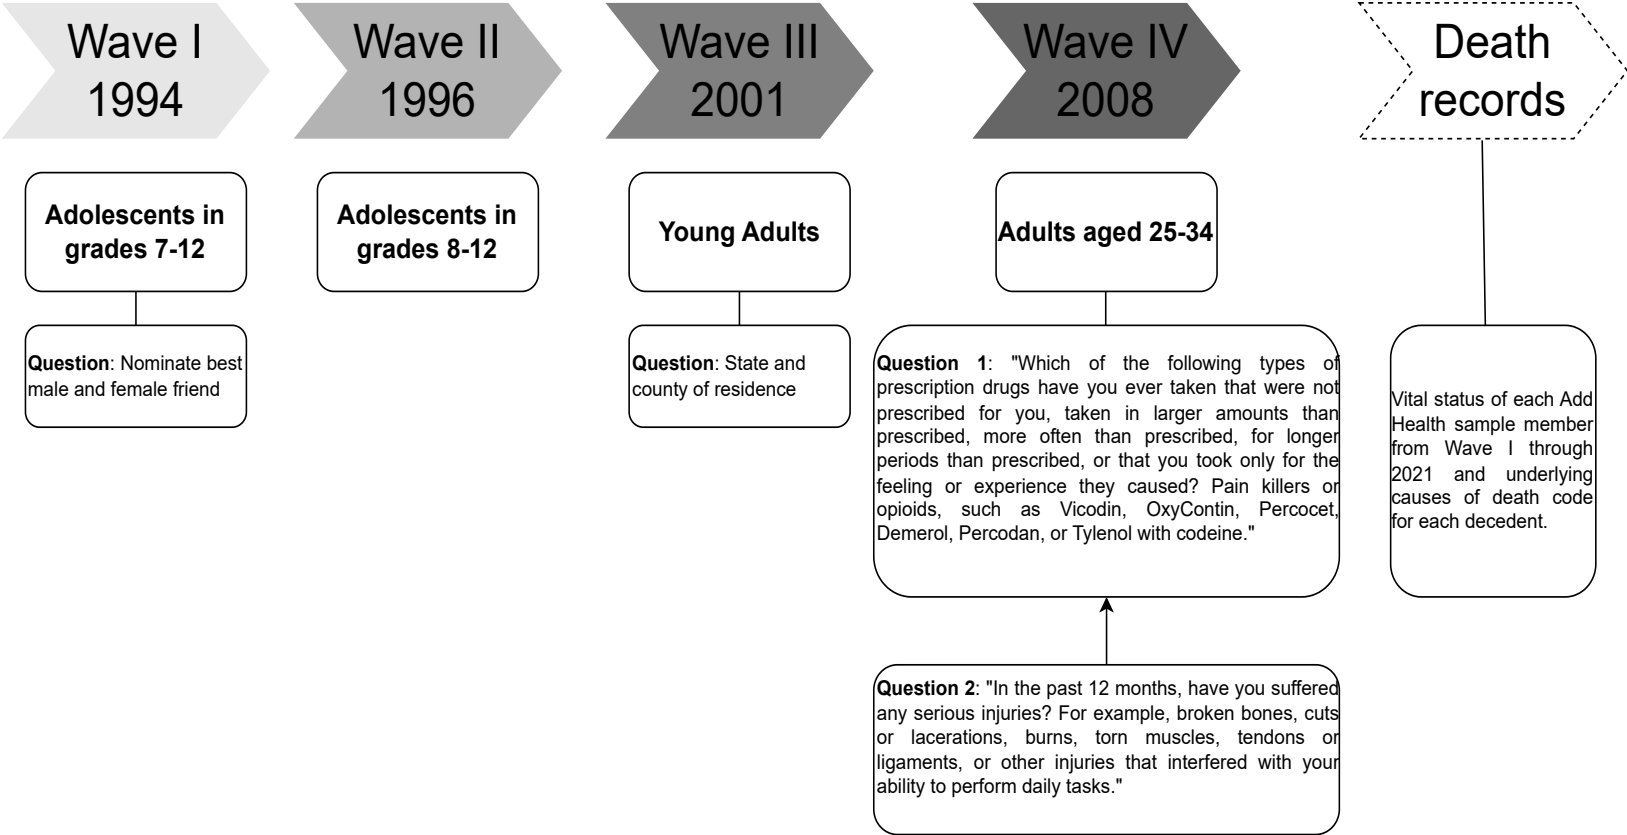 Wave I
1994
Wave II
1996
Wave III
2001
Wave IV
2008
Death
records
Adolescents in
grades 7-12
Adolescents in
grades 8-12
Young Adults
Adults aged 25-34
Question: Nominate best
male and female friend
Question: State and
county of residence
Question 1: "Which of the following types of
prescription drugs have you ever taken that were not
prescribed for you, taken in larger amounts than
prescribed, more often than prescribed, for longer
periods than prescribed, or that you took only for the
feeling or experience they caused? Pain killers or
opioids, such as Vicodin, OxyContin, Percocet,
Demerol, Percodan, or Tylenol with codeine."
Vital status of each Add
Health sample member
from Wave I through
2021 and underlying
causes of death code
for each decedent.
Question 2: "In the past 12 months, have you suffered
any serious injuries? For example, broken bones, cuts
or lacerations, burns, torn muscles, tendons or
ligaments, or other injuries that interfered with your
ability to perform daily tasks."